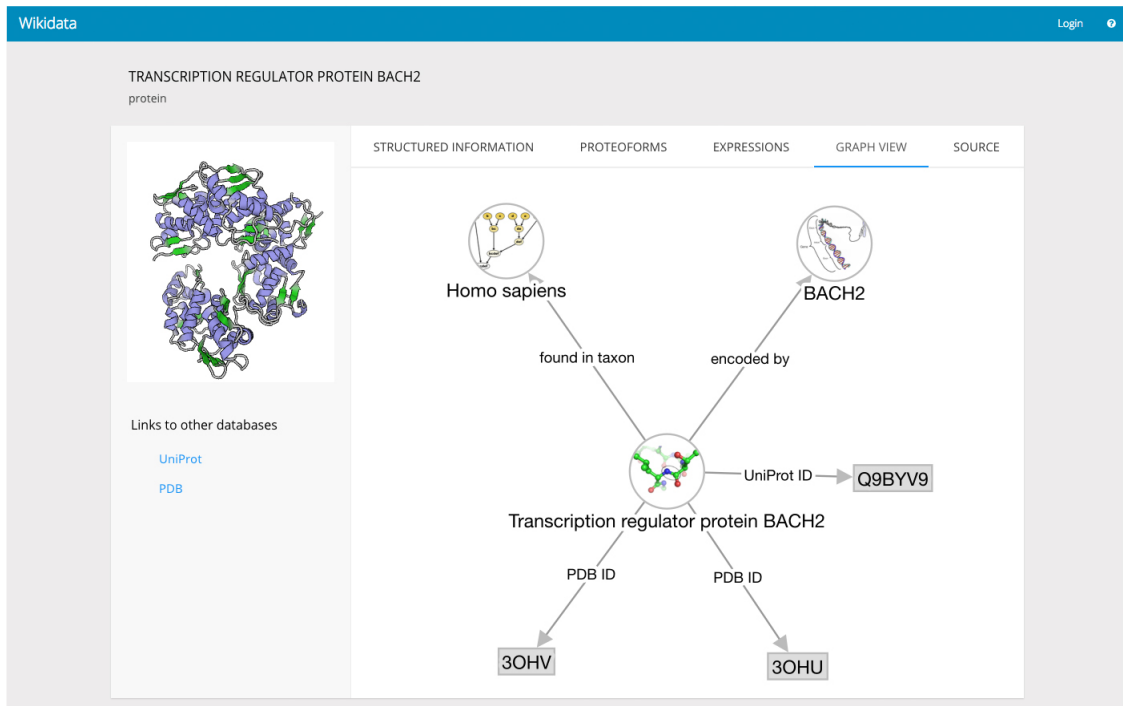 Wikidata
Login
TRANSCRIPTION REGULATOR PROTEIN BACH2
protein
STRUCTURED INFORMATION
PROTEOFORMS
EXPRESSIONS
GRAPH VIEW
SOURCE
Homo sapiens
BACH2
found in taxon
encoded by
Links to other databases
UniProt
PDB
UniProt ID
Q9BYV9
Transcription regulator protein BACH2
PDB ID
PDB ID
3OHV
3OHU